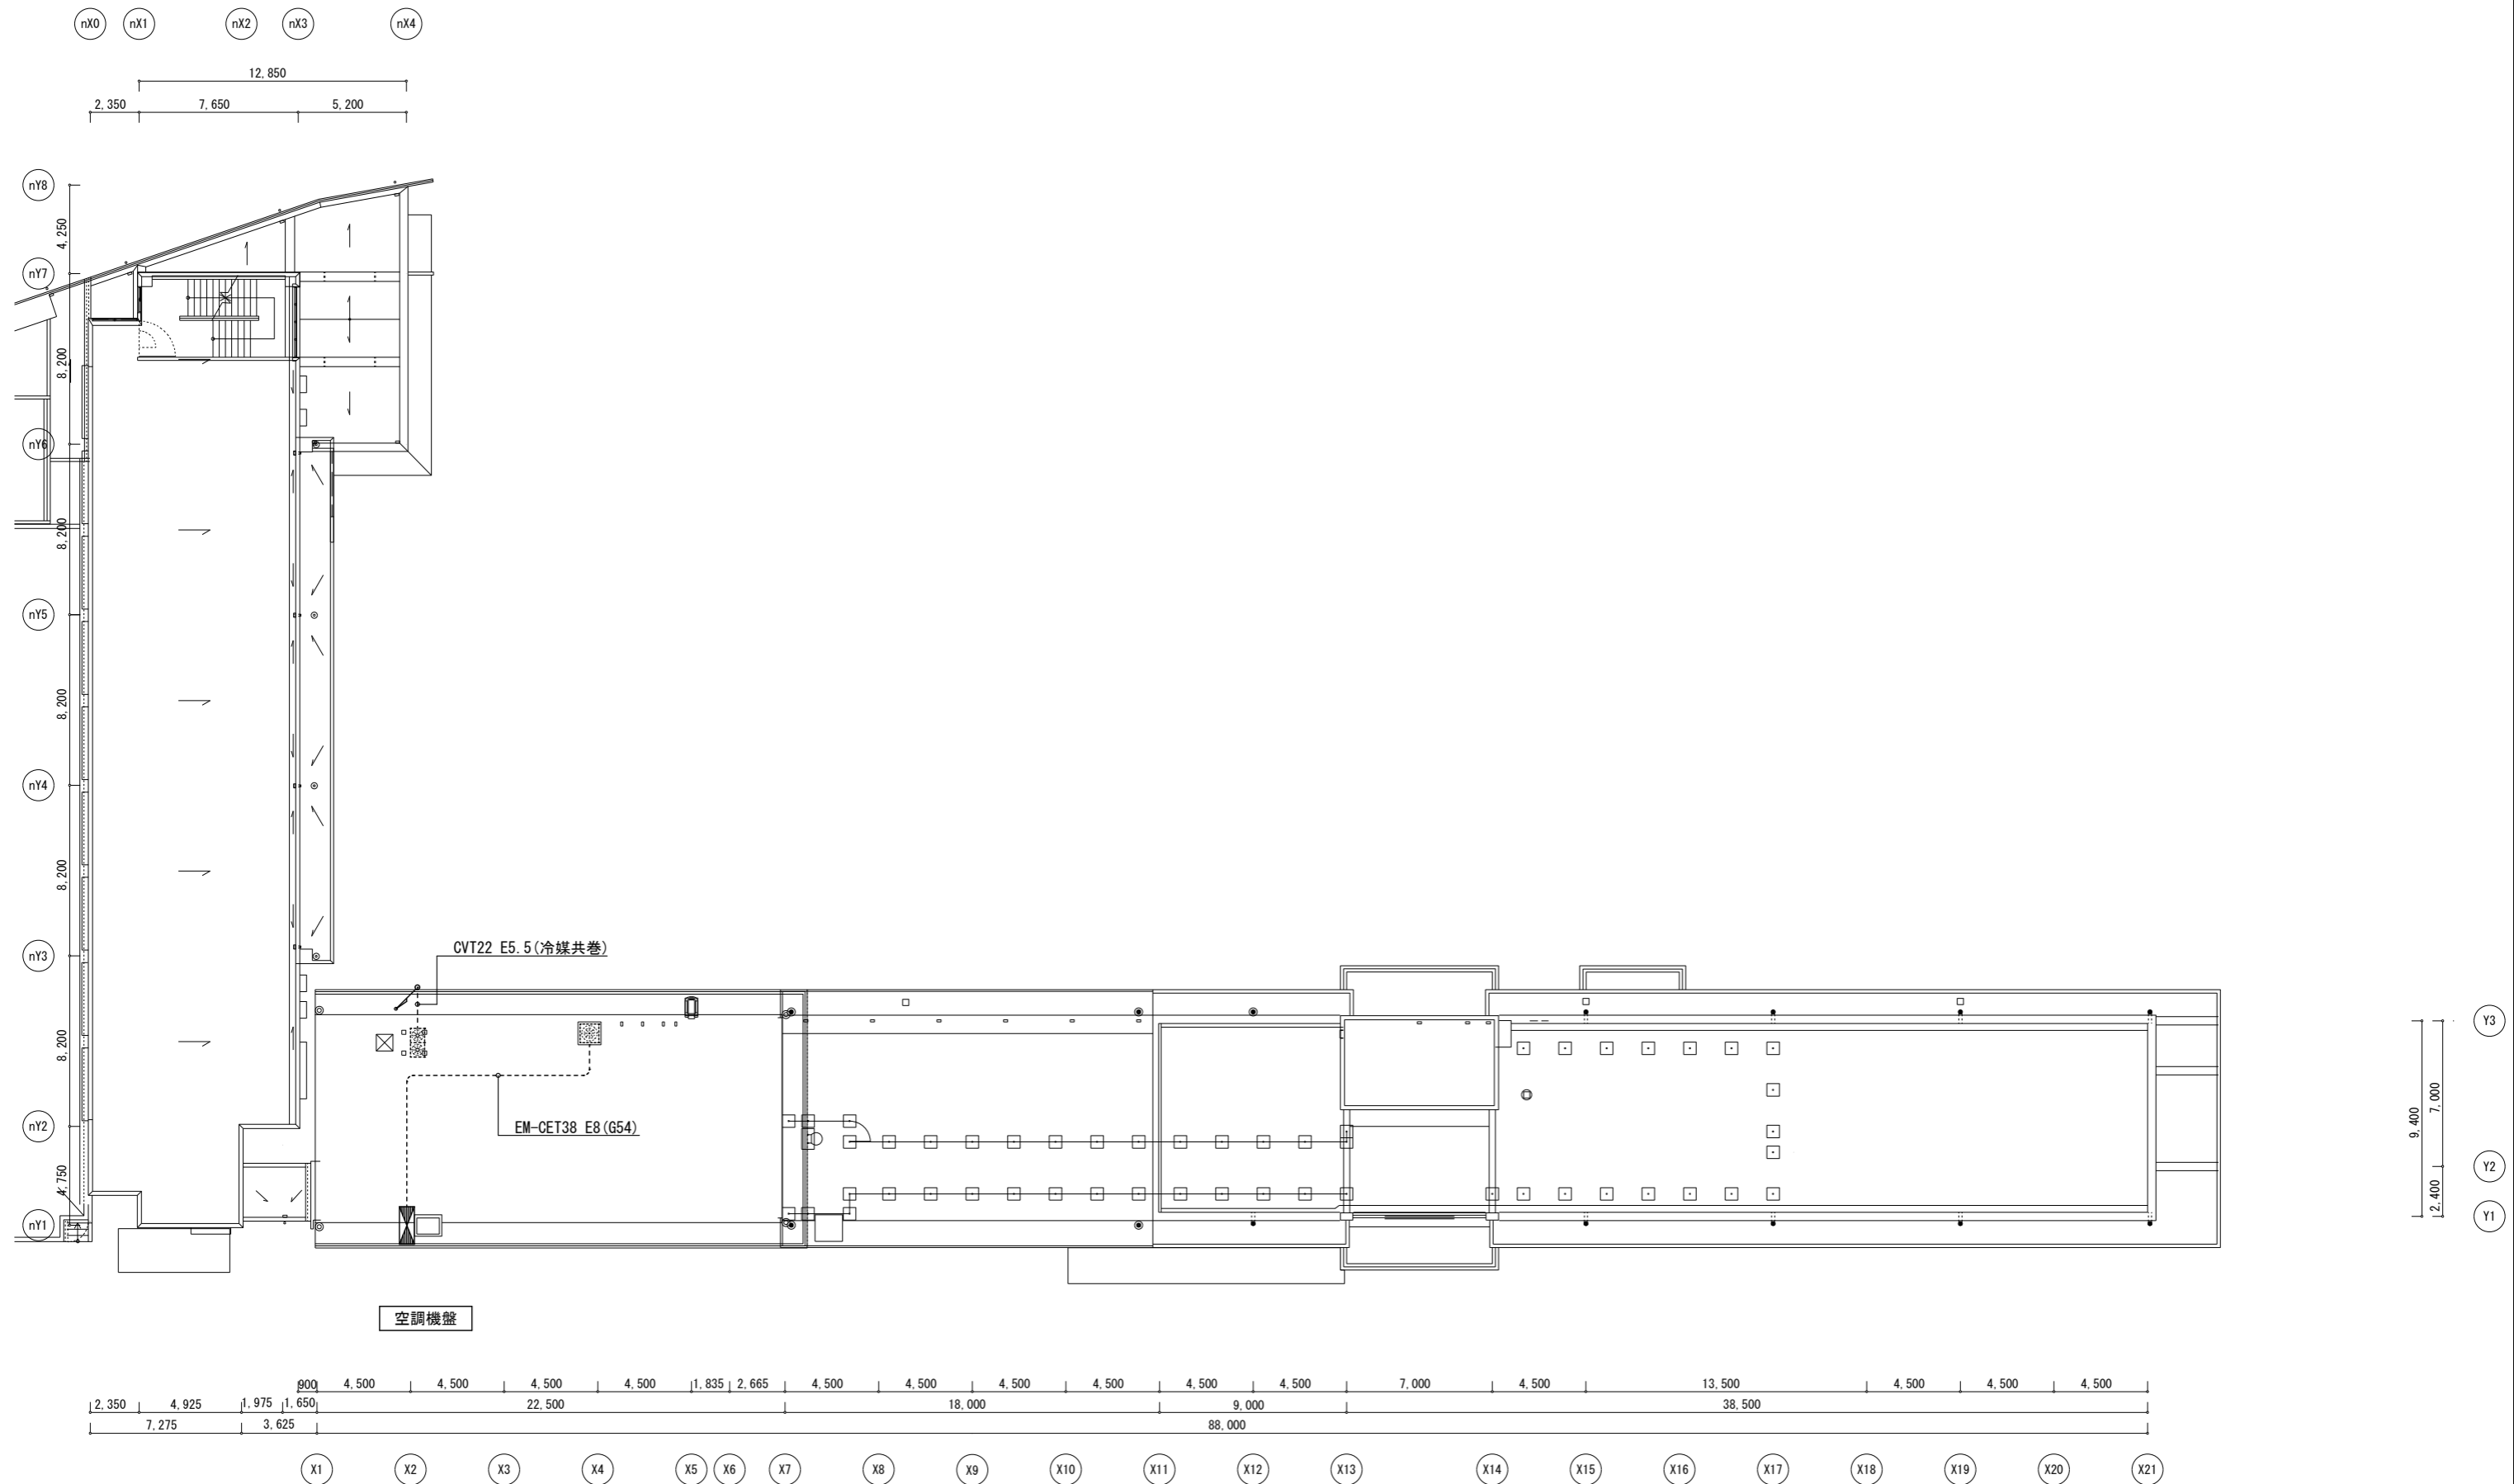 nX0 nX1 nX2 nX3 nX4
12,850
2,350 7,650 5,200
nY8
4,250
nY7
8,200
nY6
8,200
nY5
8,200
nY4
8,200
nY3
8,200
nY2
4,750
nY1
CVT22 E5.5(冷媒共巻)
EM-CET38 E8(G54)
Y3
7,000
9,400
Y2
2,400
Y1
空調機盤
900 4,500 4,500 4,500 4,500 1,835 2,665 4,500 4,500 4,500 4,500 4,500 4,500 7,000 4,500 13,500 4,500 4,500 4,500
2,350 4,925 1,975 1,650 22,500 18,000 9,000 38,500
7,275 3,625 88,000
X1 X2 X3 X4 X5 X6 X7 X8 X9 X10 X11 X12 X13 X14 X15 X16 X17 X18 X19 X20 X21